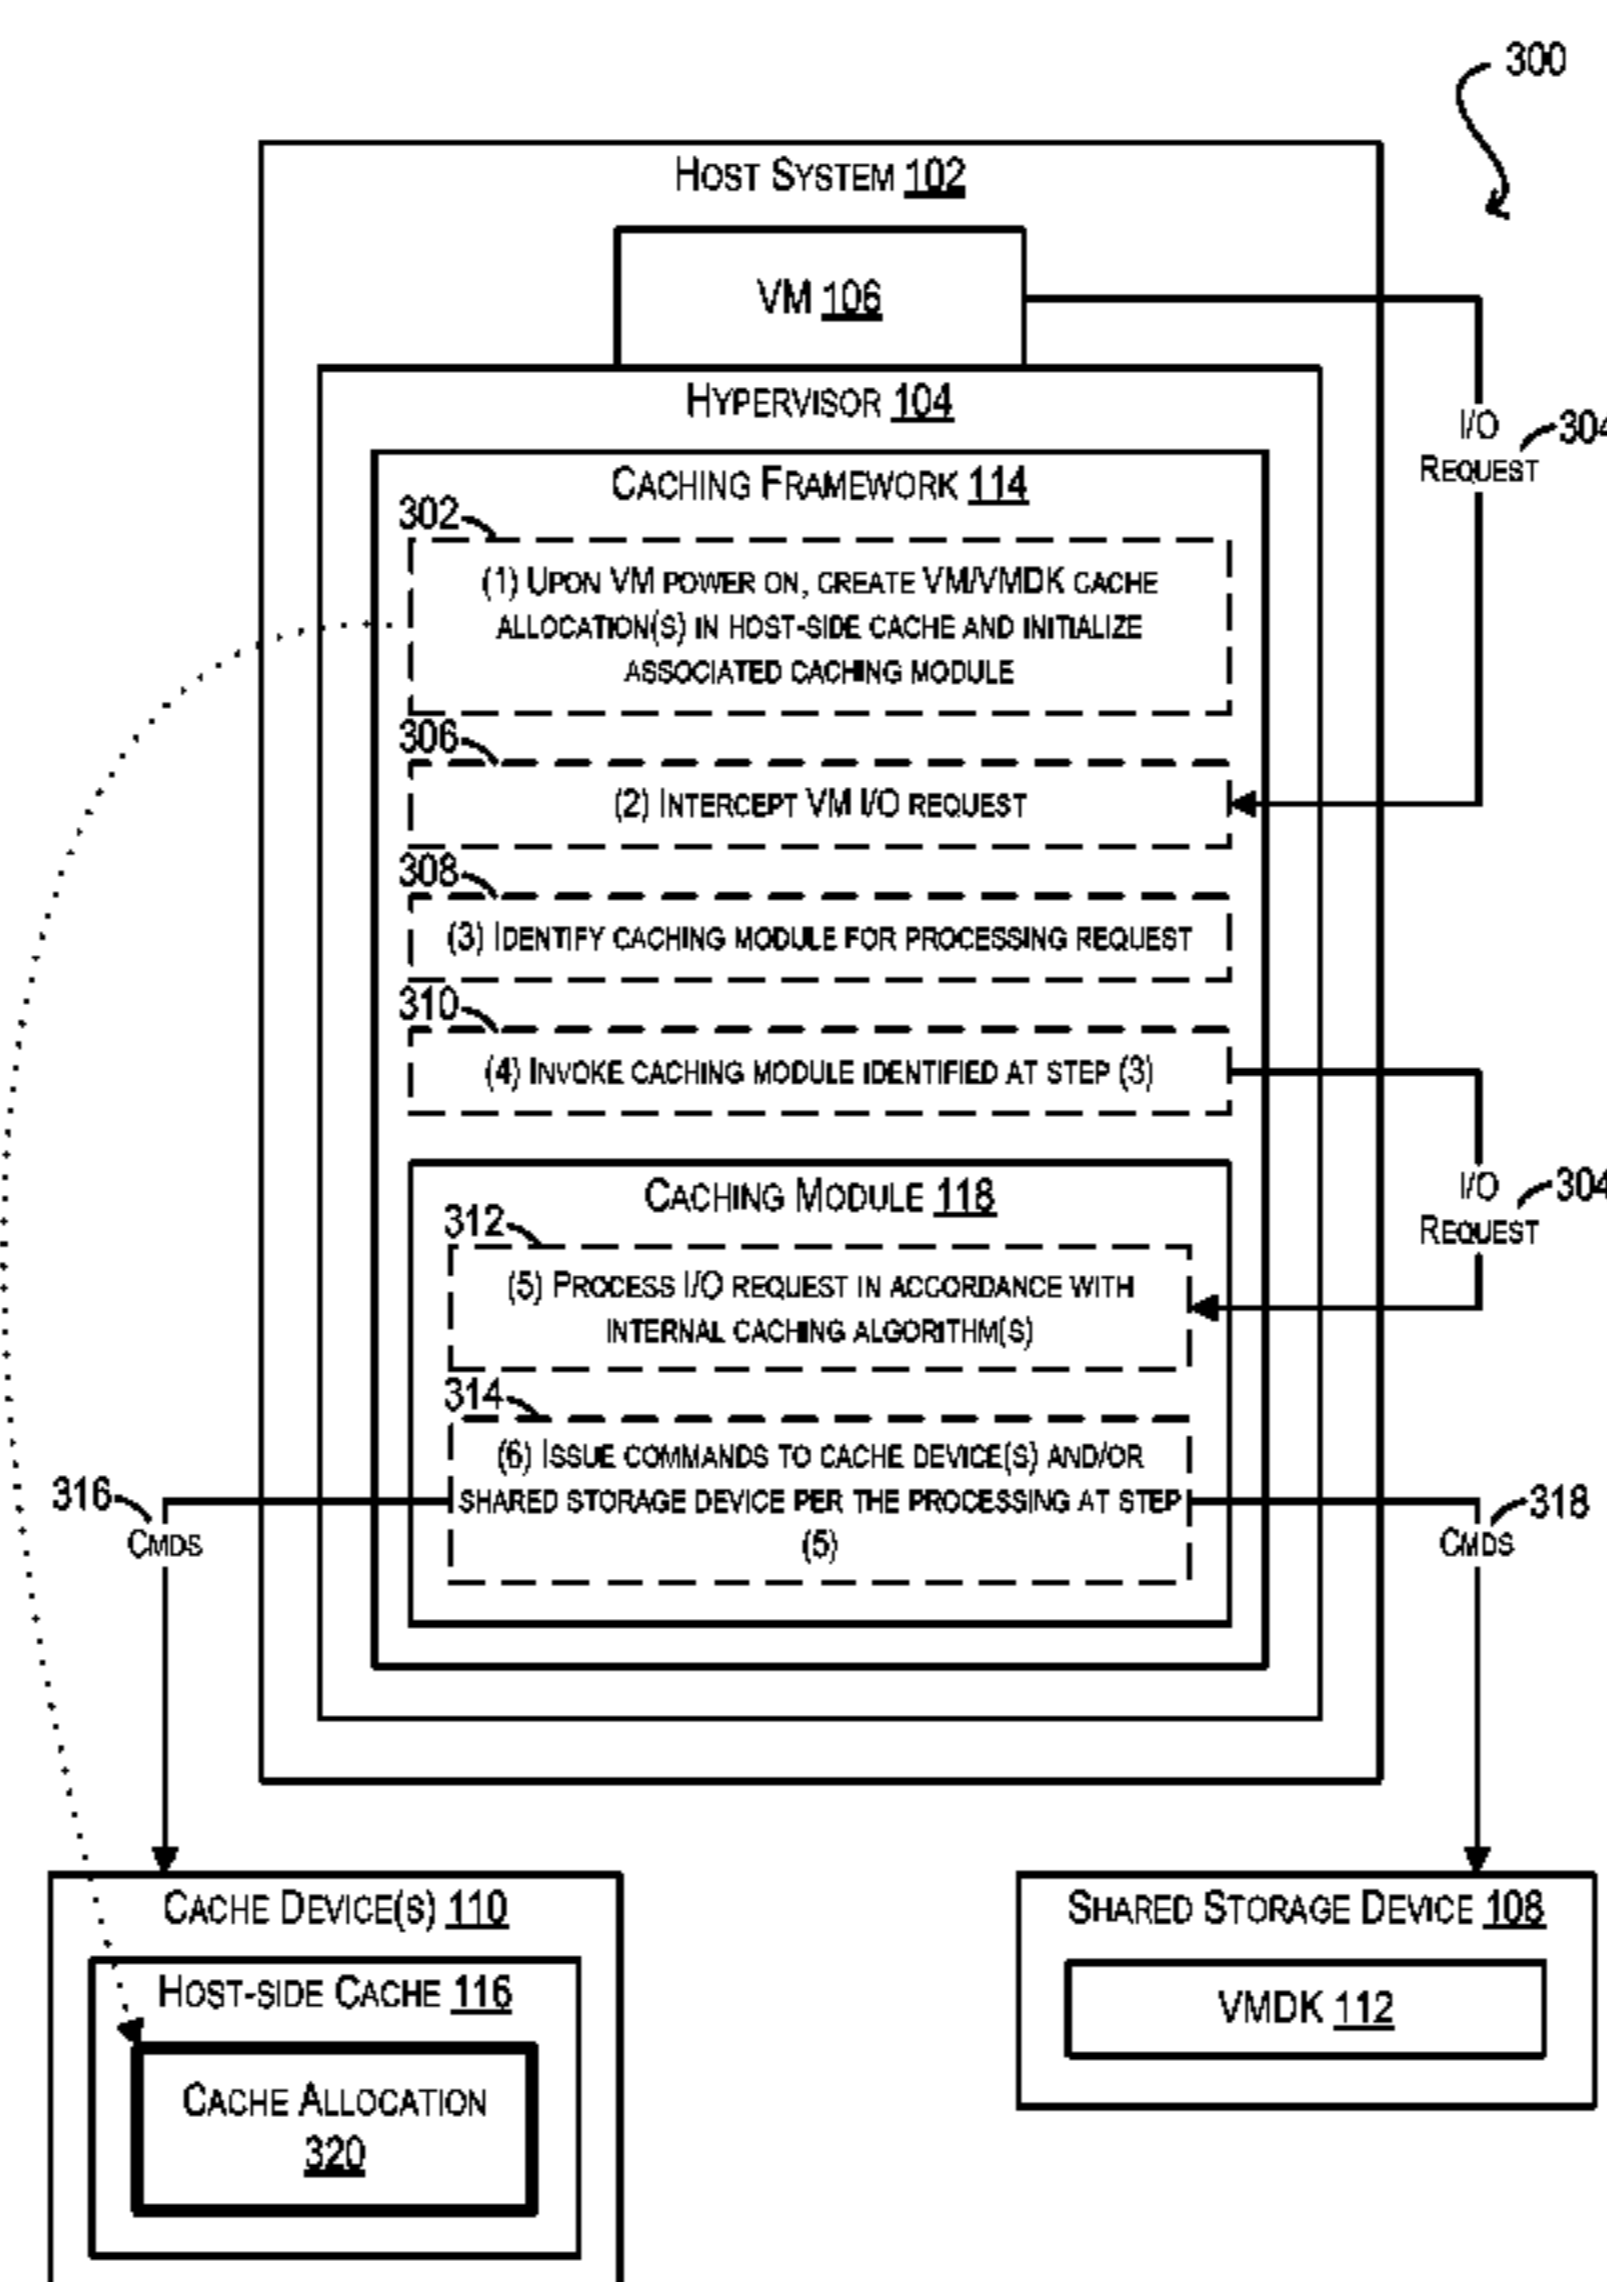 300
HOST SYSTEM 102
VM 106
HYPERVISOR 104
I/O
REQUEST
304
CACHING FRAMEWORK 114
302
(1) UPON VM POWER ON, CREATE VM/VMDK CACHE
ALLOCATION(S) IN HOST-SIDE CACHE AND INITIALIZE
ASSOCIATED CACHING MODULE
306
(2) INTERCEPT VM I/O REQUEST
308
(3) IDENTIFY CACHING MODULE FOR PROCESSING REQUEST
310
(4) INVOKE CACHING MODULE IDENTIFIED AT STEP (3)
I/O
REQUEST
304
CACHING MODULE 118
312
(5) PROCESS I/O REQUEST IN ACCORDANCE WITH
INTERNAL CACHING ALGORITHM(S)
314
(6) ISSUE COMMANDS TO CACHE DEVICE(S) AND/OR
SHARED STORAGE DEVICE PER THE PROCESSING AT STEP
(5)
316
CMDS
318
CMDS
CACHE DEVICE(S) 110
HOST-SIDE CACHE 116
CACHE ALLOCATION
320
SHARED STORAGE DEVICE 108
VMDK 112